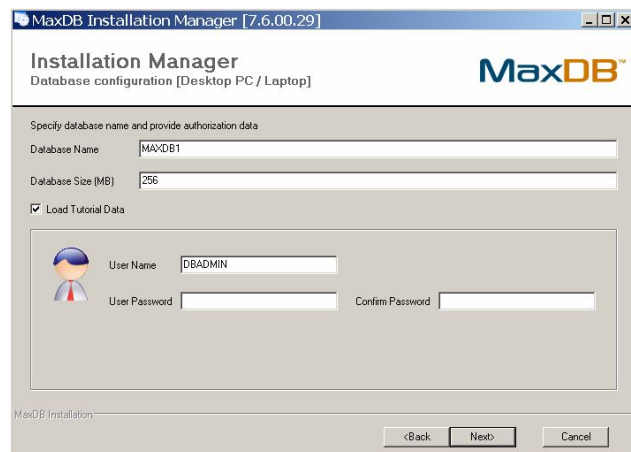 MaxDB Installation Manager [7.6.00.29]
Installation Manager
Database configuration [Desktop PC / Laptop]
MaxDB™
Specify database name and provide authorization data
Database Name MAXDB1
Database Size (MB) 256
Load Tutorial Data
User Name DBADMIN
User Password Confirm Password
MaxDB Installation
<Back Next> Cancel